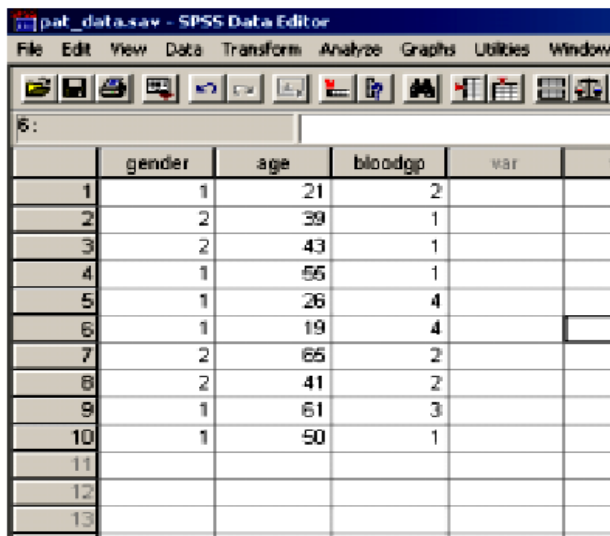 pat_data.sav - SPSS Data Editor
File Edit View Data Transform Analyze Graphs Utilities Window
6:
gender age bloodgp var
1 1 21 2
2 2 39 1
3 2 43 1
4 1 55 1
5 1 26 4
6 1 19 4
7 2 65 2
8 2 41 2
9 1 61 3
10 1 50 1
11
12
13